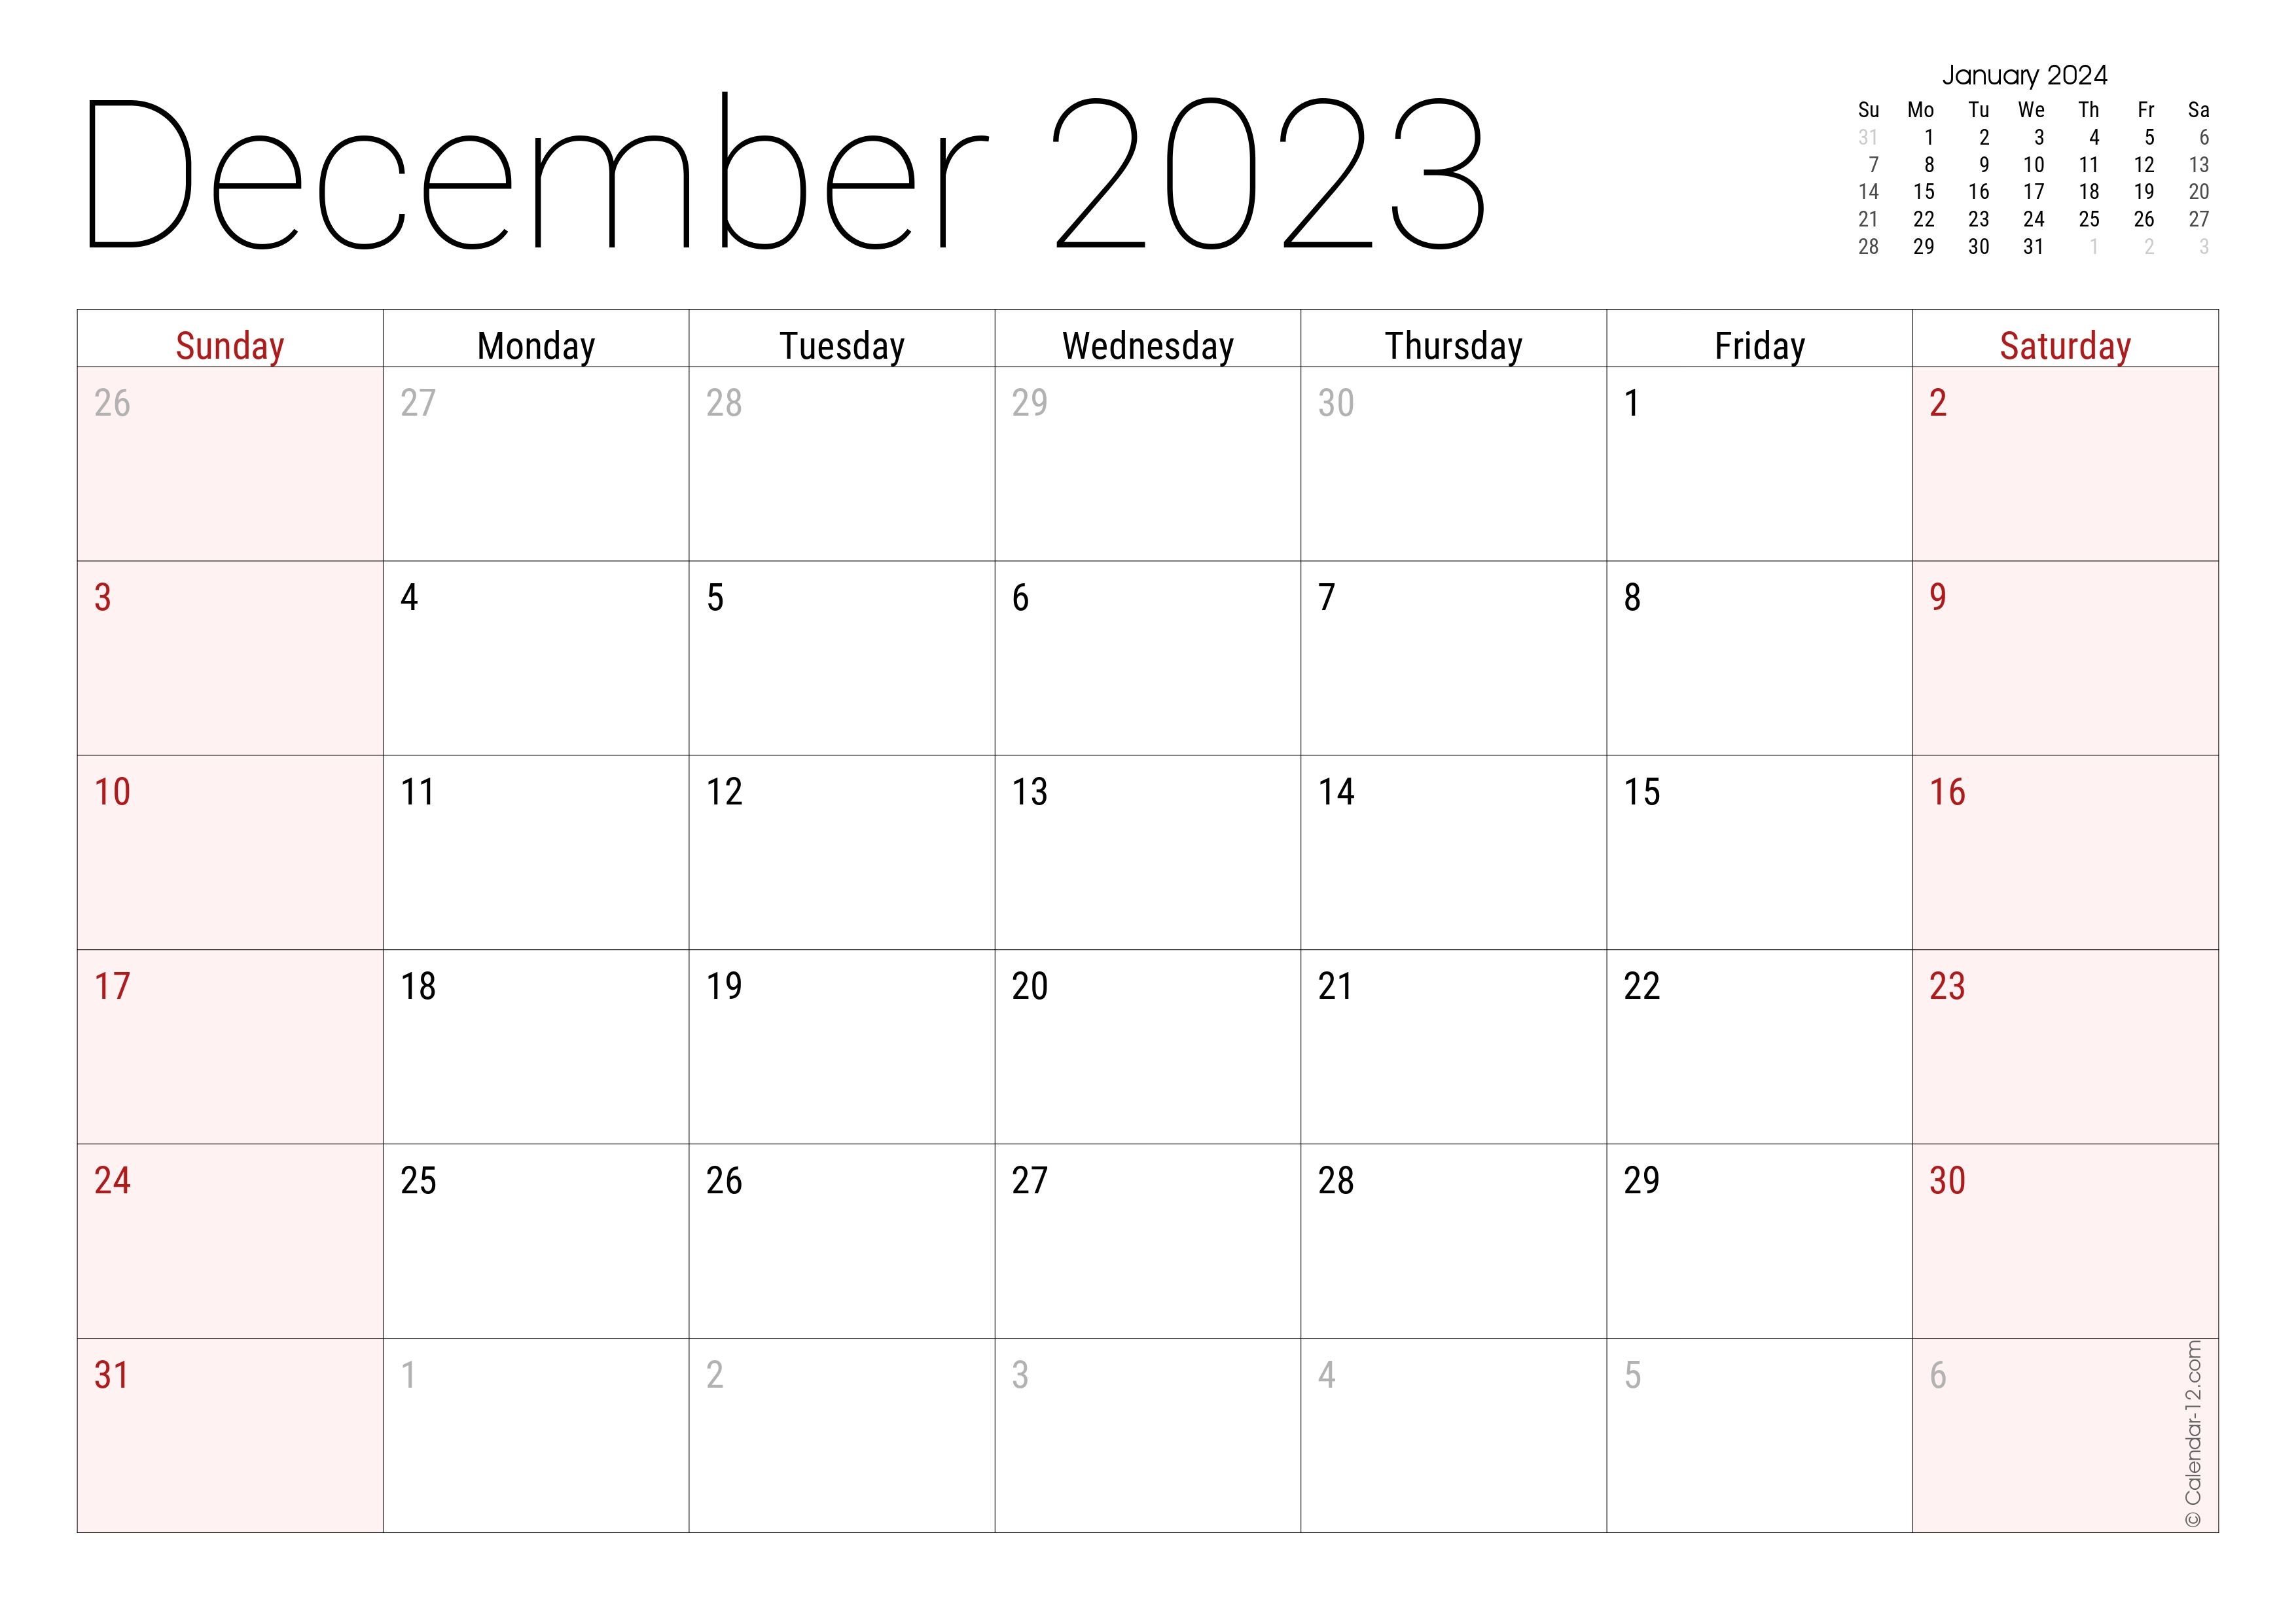 December 2023
January 2024
Su Mo Tu We Th Fr Sa
31 1 2 3 4 5 6
7 8 9 10 11 12 13
14 15 16 17 18 19 20
21 22 23 24 25 26 27
28 29 30 31 1 2 3
Sunday Monday Tuesday Wednesday Thursday Friday Saturday
26 27 28 29 30 1 2
3 4 5 6 7 8 9
10 11 12 13 14 15 16
17 18 19 20 21 22 23
24 25 26 27 28 29 30
31 1 2 3 4 5 6
© Calendar-12.com